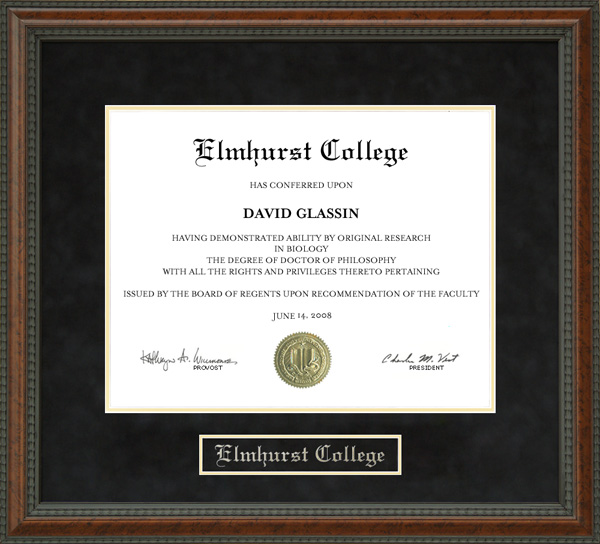 Elmhurst College
HAS CONFERRED UPON
DAVID GLASSIN
HAVING DEMONSTRATED ABILITY BY ORIGINAL RESEARCH
IN BIOLOGY
THE DEGREE OF DOCTOR OF PHILOSOPHY
WITH ALL THE RIGHTS AND PRIVILEGES THERETO PERTAINING
ISSUED BY THE BOARD OF REGENTS UPON RECOMMENDATION OF THE FACULTY
JUNE 14, 2008
Charles M. Vest
PROVOST
PRESIDENT
Elmhurst College